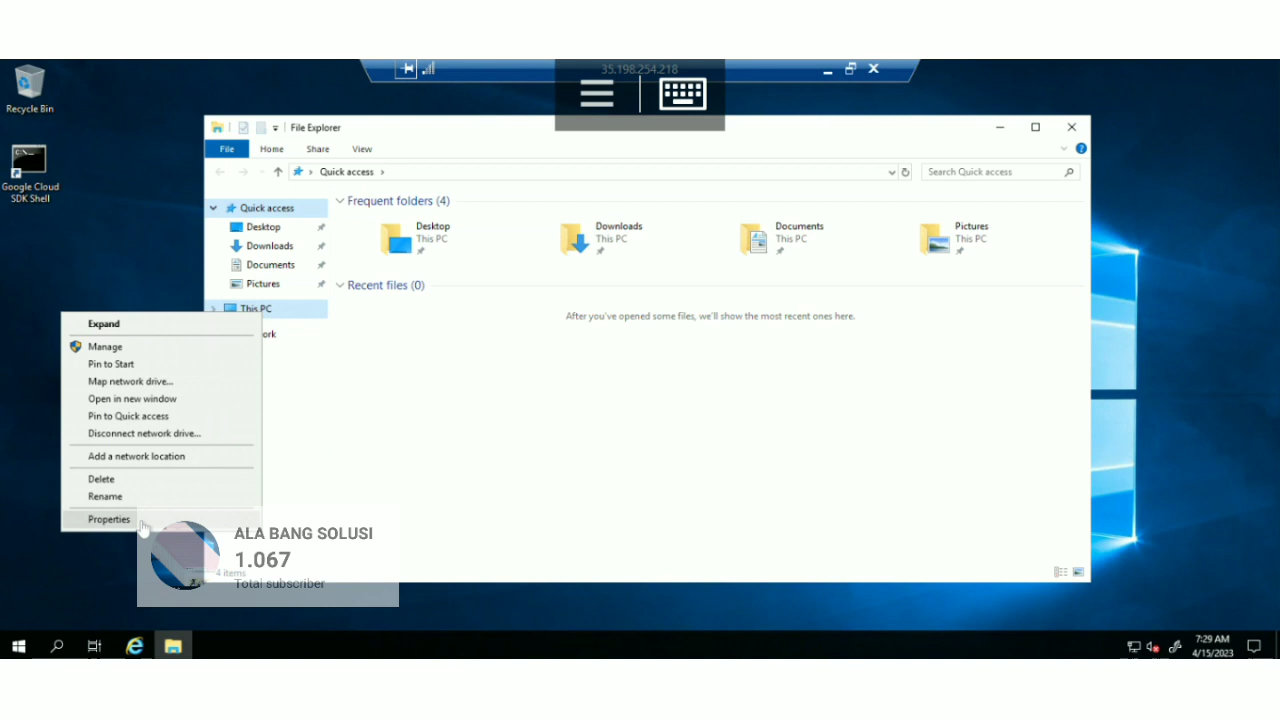 35.198.254.218
Recycle Bin
Google Cloud
SDK Shell
File Explorer
File
Home
Share
View
Quick access
Search Quick access
Quick access
Desktop
Downloads
Documents
Pictures
This PC
ork
Frequent folders (4)
Desktop
This PC
Downloads
This PC
Documents
This PC
Pictures
This PC
Recent files (0)
After you've opened some files, we'll show the most recent ones here.
Expand
Manage
Pin to Start
Map network drive...
Open in new window
Pin to Quick access
Disconnect network drive...
Add a network location
Delete
Rename
Properties
ALA BANG SOLUSI
1.067
Total subscriber
4 items
7:29 AM
4/15/2023